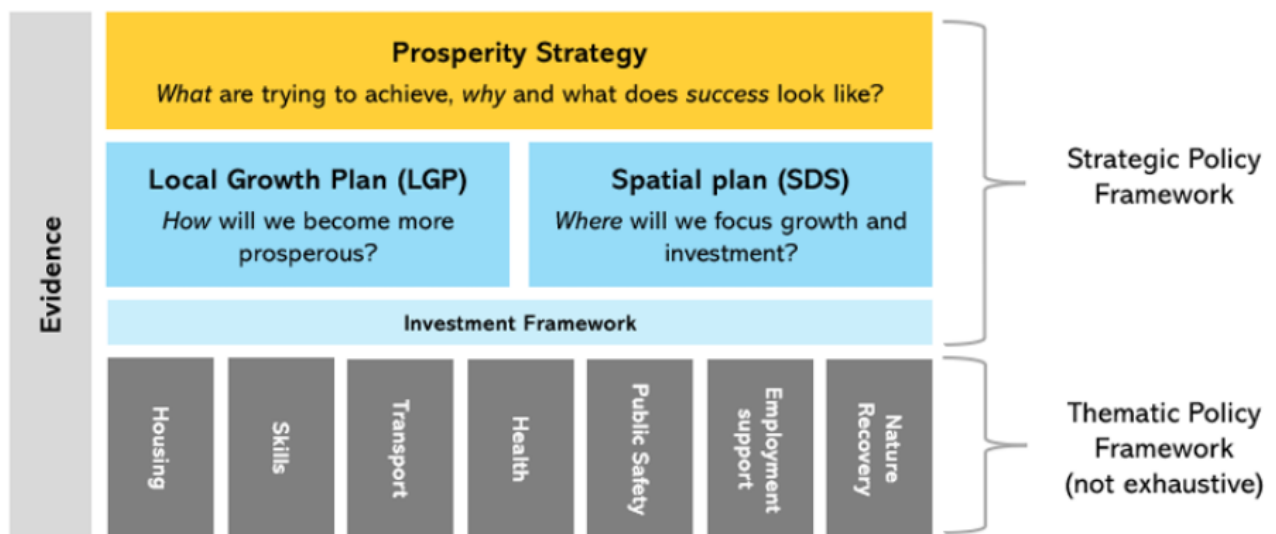 Evidence
Prosperity Strategy
What are trying to achieve, why and what does success look like?
Local Growth Plan (LGP)
How will we become more
prosperous?
Spatial plan (SDS)
Where will we focus growth and
investment?
Investment Framework
Strategic Policy
Framework
Housing
Skills
Transport
Health
Public Safety
Employment
support
Nature
Recovery
Thematic Policy
Framework
(not exhaustive)